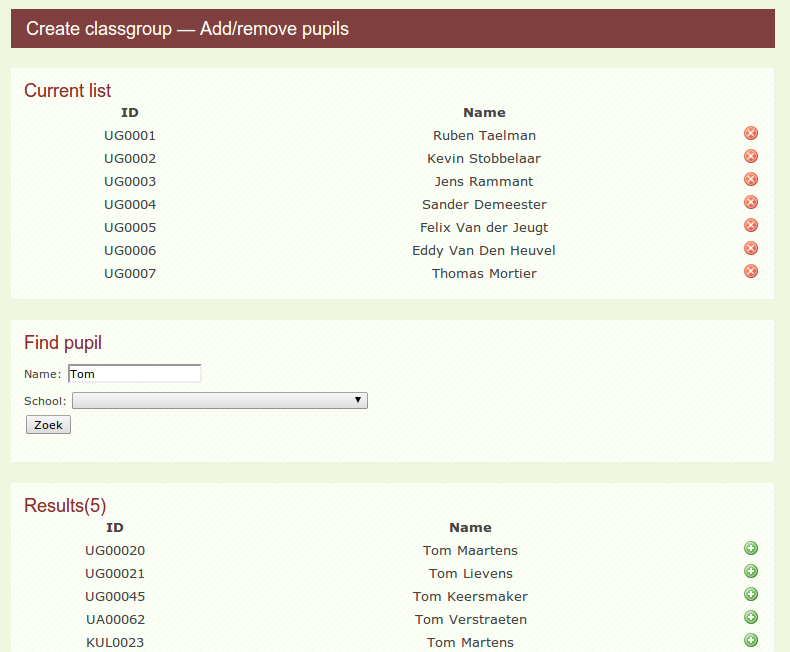 Create classgroup — Add/remove pupils
Current list
ID Name
UG0001 Ruben Taelman
UG0002 Kevin Stobbelaar
UG0003 Jens Rammant
UG0004 Sander Demeester
UG0005 Felix Van der Jeugt
UG0006 Eddy Van Den Heuvel
UG0007 Thomas Mortier
Find pupil
Name: Tom
School:
Zoek
Results(5)
ID Name
UG00020 Tom Maartens
UG00021 Tom Lievens
UG00045 Tom Keersmaker
UA00062 Tom Verstraeten
KUL0023 Tom Martens